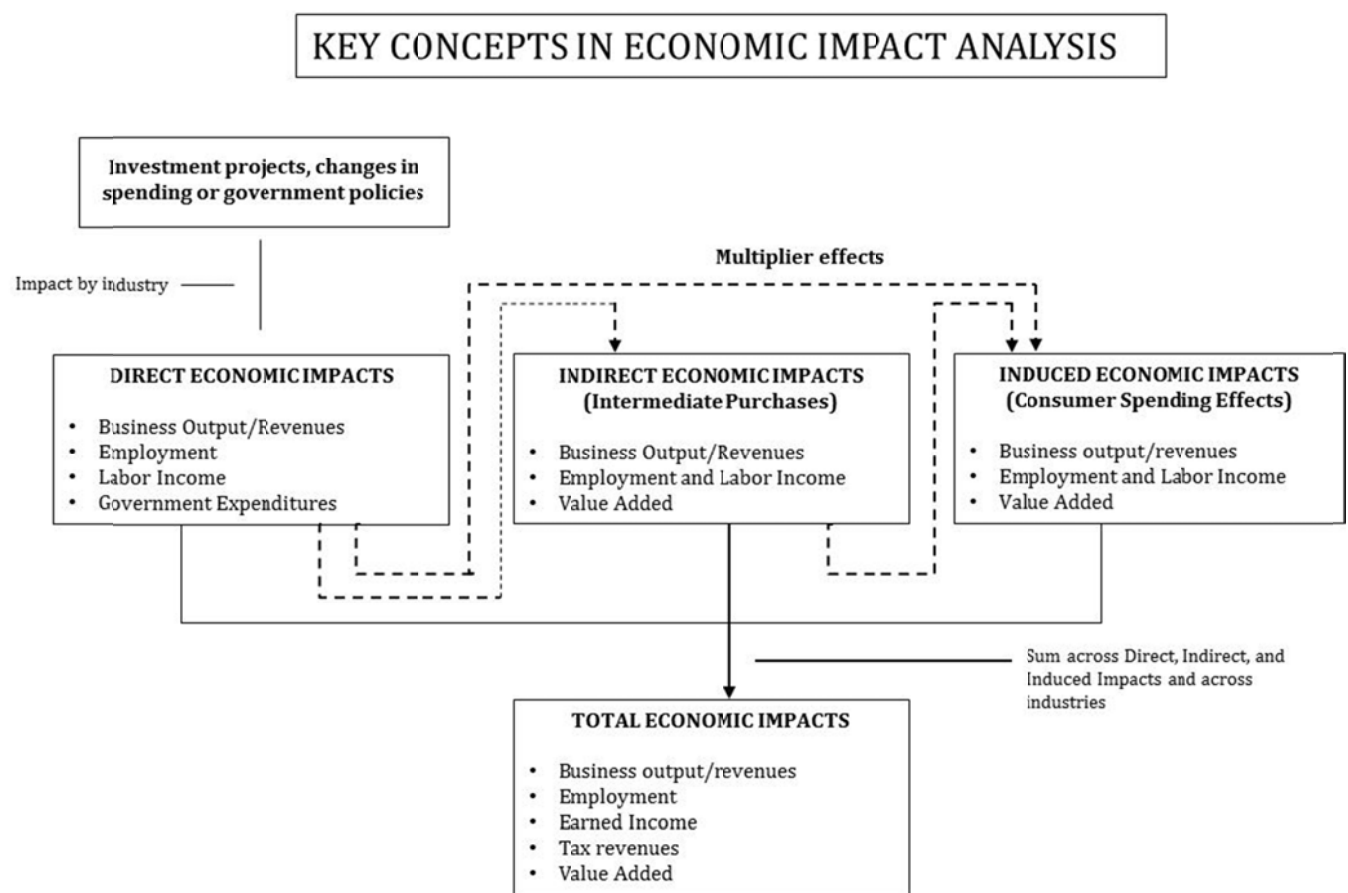 KEY CONCEPTS IN ECONOMIC IMPACT ANALYSIS
Investment projects, changes in
spending or government policies
Impact by industry
Multiplier effects
DIRECT ECONOMIC IMPACTS
• Business Output/Revenues
• Employment
• Labor Income
• Government Expenditures
INDIRECT ECONOMIC IMPACTS
(Intermediate Purchases)
• Business Output/Revenues
• Employment and Labor Income
• Value Added
INDUCED ECONOMIC IMPACTS
(Consumer Spending Effects)
• Business output/revenues
• Employment and Labor Income
• Value Added
Sum across Direct, Indirect, and
Induced Impacts and across
industries
TOTAL ECONOMIC IMPACTS
• Business output/revenues
• Employment
• Earned Income
• Tax revenues
• Value Added